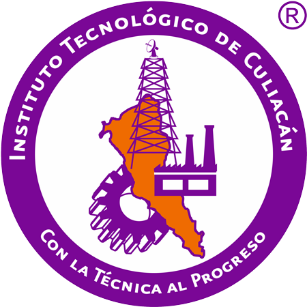 ®
Instituto Tecnológico de Culiacán
Con la Técnica al Progreso